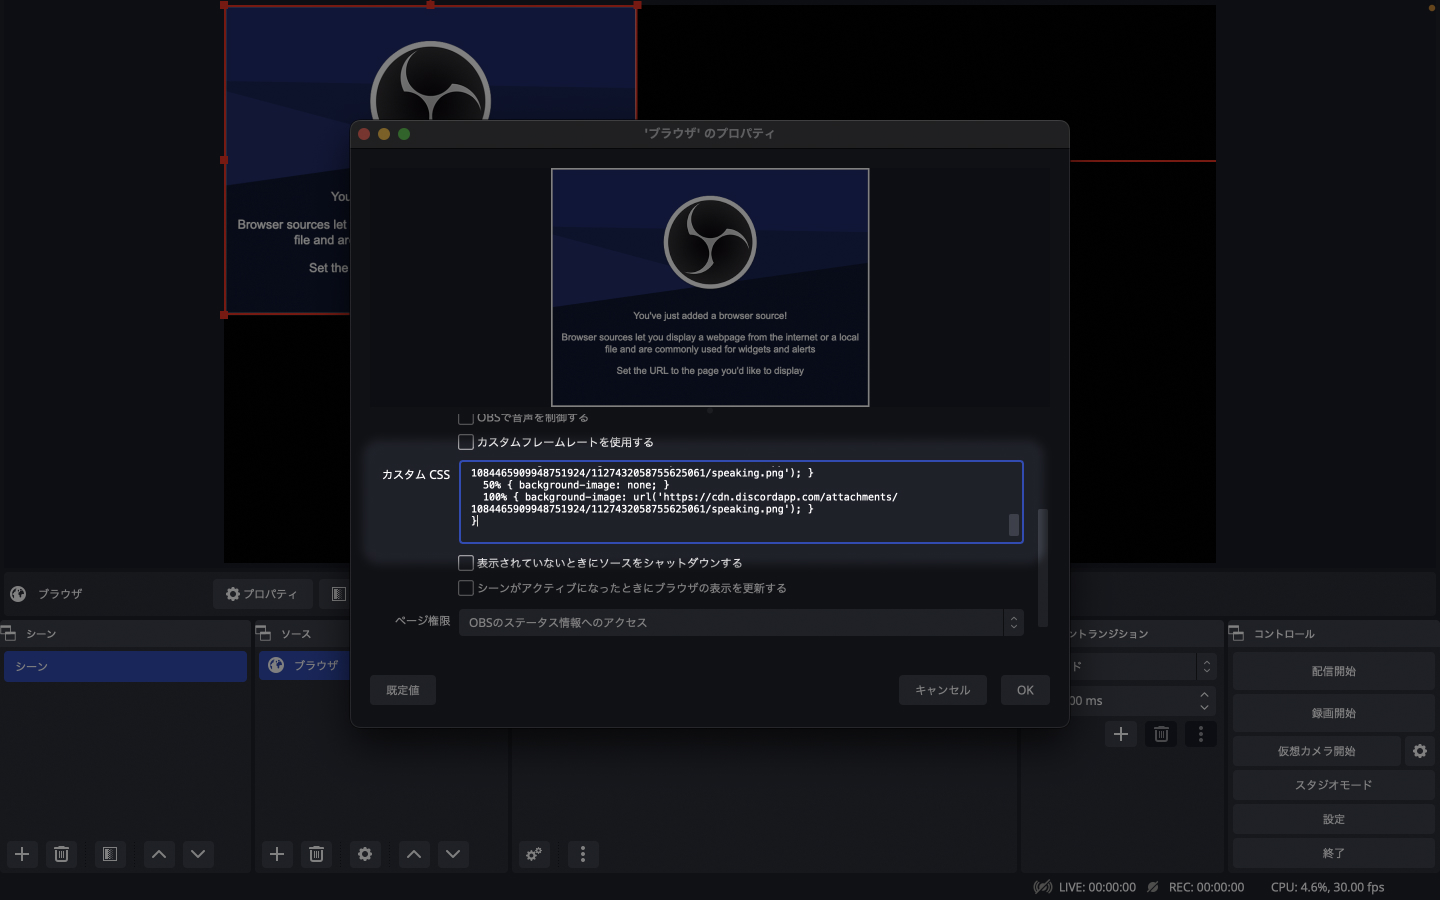 You
Browser sources let
file and ar
Set the
'ブラウザ' のプロパティ
You've just added a browser source!
Browser sources let you display a webpage from the internet or a local
file and are commonly used for widgets and alerts
Set the URL to the page you'd like to display
OBSで音声を制御する
カスタムフレームレートを使用する
カスタム CSS
1084465909948751924/1127432058755625061/speaking.png'); }
50% { background-image: none; }
100% { background-image: url('https://cdn.discordapp.com/attachments/
1084465909948751924/1127432058755625061/speaking.png'); }
}
表示されていないときにソースをシャットダウンする
シーンがアクティブになったときにブラウザの表示を更新する
ページ権限
OBSのステータス情報へのアクセス
既定値
キャンセル
OK
ブラウザ
プロパティ
シーン
シーン
ソース
ブラウザ
ントランジション
ド
00 ms
コントロール
配信開始
録画開始
仮想カメラ開始
スタジオモード
設定
終了
LIVE: 00:00:00
REC: 00:00:00
CPU: 4.6%, 30.00 fps